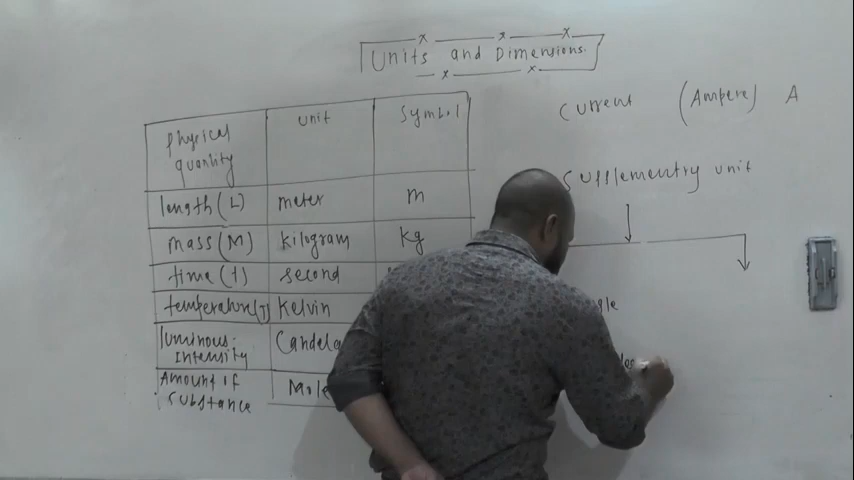 Units and Dimensions.
Physical quantity
unit
Symbol
length (L)
meter
m
mass (M)
kilogram
kg
time (t)
second
temperature (T)
Kelvin
luminous.
Intensity
Candela
Amount of
substance
Mole
Current (Ampere) A
Supplementry unit